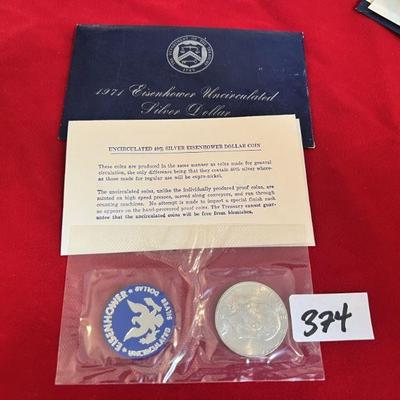 1971 Eisenhower Uncirculated
Silver Dollar
UNCIRCULATED 40% SILVER EISENHOWER DOLLAR COIN
These coins are produced in the same manner as coins made for general
circulation, the only difference being that they contain 40% silver where-
as those made for regular use will be cupro-nickel.
The uncirculated coins, unlike the individually produced proof coins, are
minted on high speed presses, moved along conveyors, and run through
counting machines. No attempt is made to impart a special finish such
as appears on the hand-processed proof coins. The Treasury cannot guar-
antee that the uncirculated coins will be free from blemishes.
EISENHOWER
SILVER DOLLAR
UNCIRCULATED
374